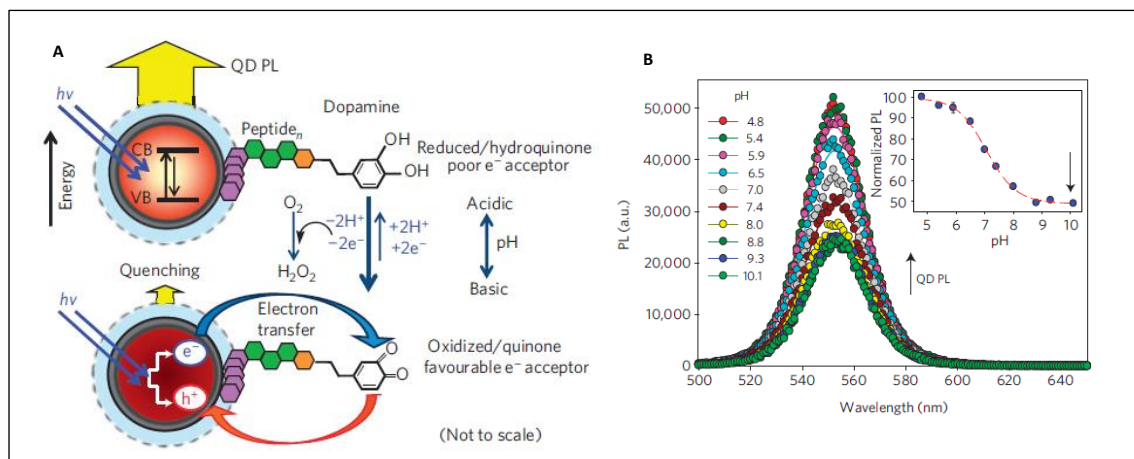 A
QD PL
hν
Energy
CB
VB
Peptideₙ
Dopamine
OH
OH
Reduced/hydroquinone
poor e⁻ acceptor
O₂
−2H⁺
−2e⁻
+2H⁺
+2e⁻
H₂O₂
Acidic
pH
Basic
Quenching
hν
Electron
transfer
e⁻
h⁺
O
O
Oxidized/quinone
favourable e⁻ acceptor
(Not to scale)
B
PL (a.u.)
50,000
40,000
30,000
20,000
10,000
0
pH
4.8
5.4
5.9
6.5
7.0
7.4
8.0
8.8
9.3
10.1
500
520
540
560
580
600
620
640
Wavelength (nm)
QD PL
Normalized PL
100
90
80
70
60
50
5
6
7
8
9
10
pH